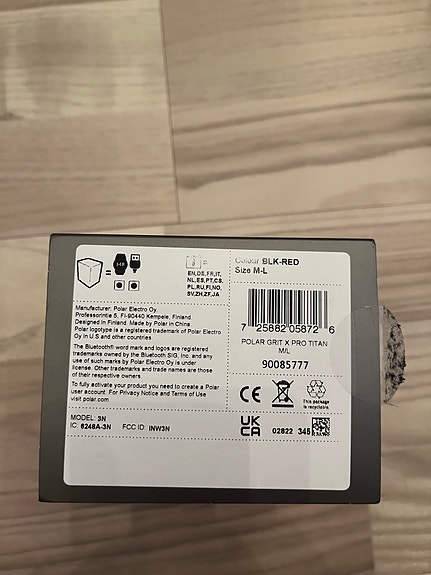 EN,DE,FR,IT,
NL,ES,PT,CS,
PL,RU,FI,NO,
SV,ZH,ZF,JA
Colour BLK-RED
Size M-L
Manufacturer: Polar Electro Oy.
Professorintie 5, FI-90440 Kempele, Finland
Designed in Finland. Made by Polar in China.
Polar logotype is a registered trademark of Polar Electro
Oy in U.S and other countries.
The Bluetooth® word mark and logos are registered
trademarks owned by the Bluetooth SIG, Inc. and any
use of such marks by Polar Electro Oy is under
license. Other trademarks and trade names are those
of their respective owners.
To fully activate your product you need to create a Polar
user account. For Privacy Notice and Terms of Use
visit polar.com
7 25882 05872 6
POLAR GRIT X PRO TITAN
M/L
90085777
CE
This package
is recyclable.
MODEL: 3N
IC: 6248A-3N FCC ID: INW3N
UK
CA
02822 345